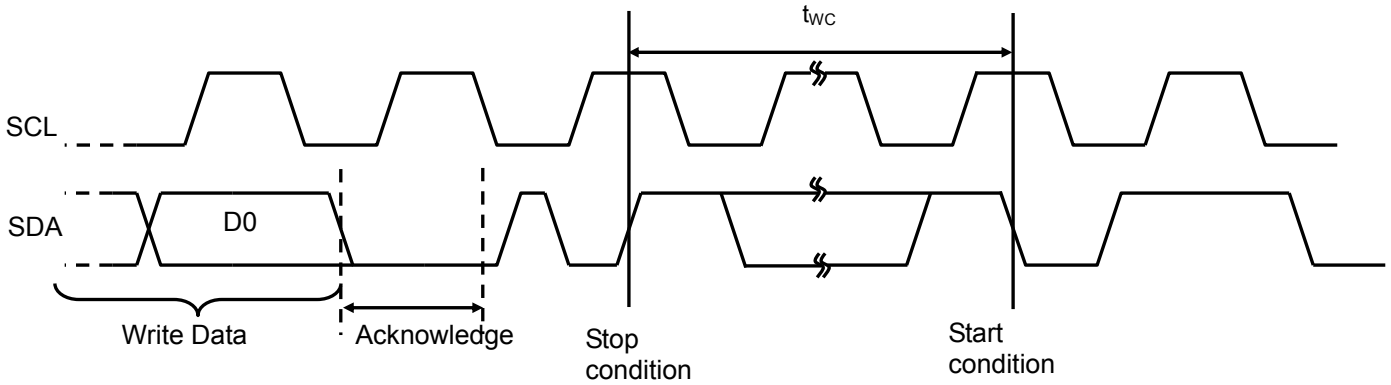 tWC
SCL
SDA
D0
Write Data
Acknowledge
Stop
condition
Start
condition